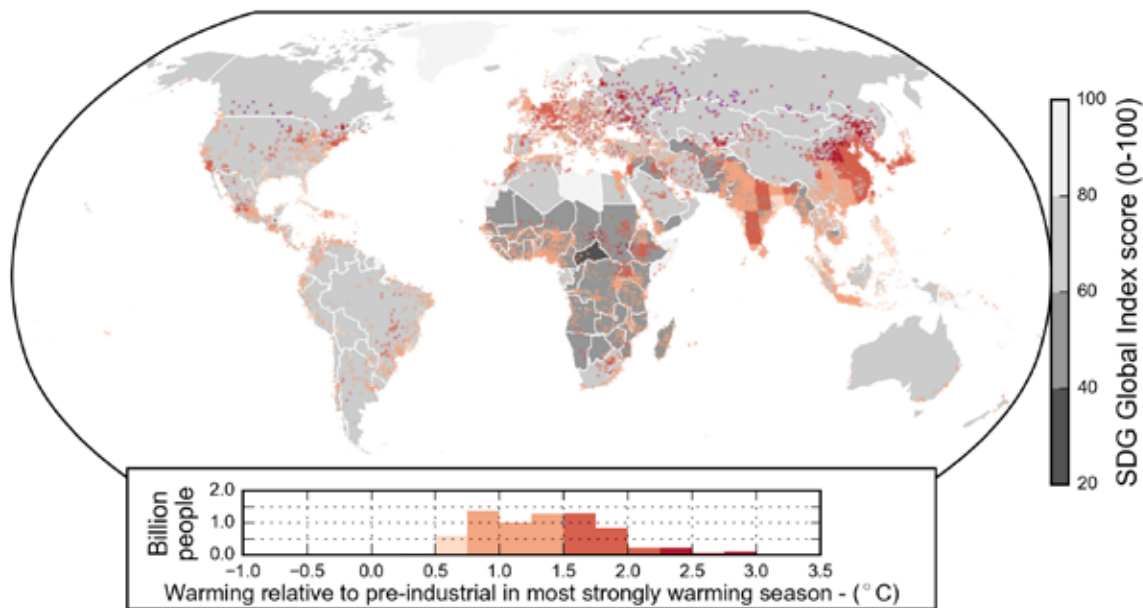 100
80
60
40
20
SDG Global Index score (0-100)
2.0
1.0
0.0
Billion
people
−1.0 −0.5 0.0 0.5 1.0 1.5 2.0 2.5 3.0 3.5
Warming relative to pre-industrial in most strongly warming season - (°C)